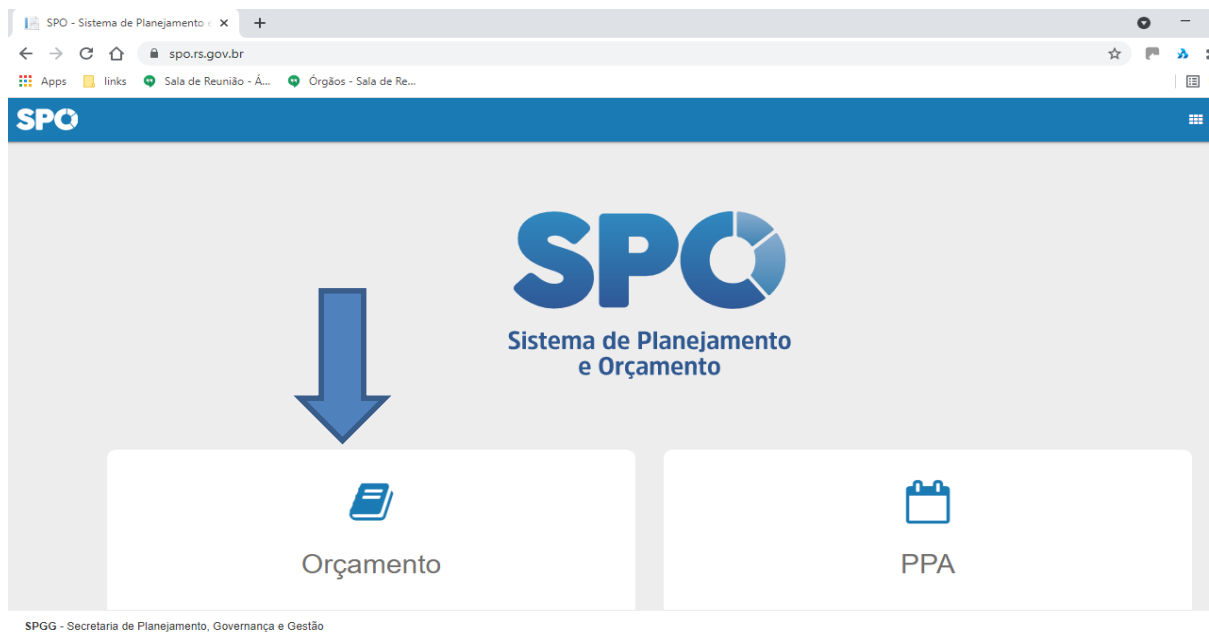 SPO - Sistema de Planejamento e
spo.rs.gov.br
Apps links Sala de Reunião - Á... Órgãos - Sala de Re...
SPO
SPO
Sistema de Planejamento
e Orçamento
Orçamento PPA
SPGG - Secretaria de Planejamento, Governança e Gestão